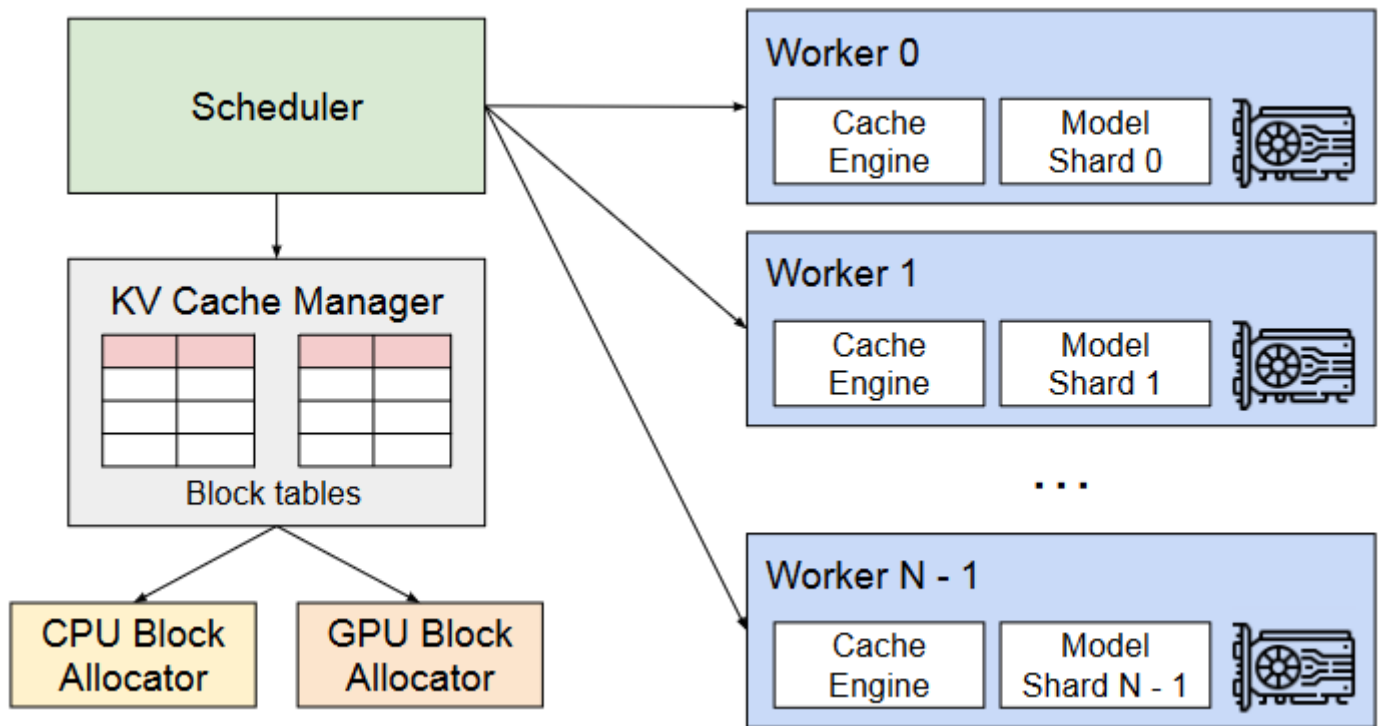 Scheduler
KV Cache Manager
Block tables
CPU Block
Allocator
GPU Block
Allocator
Worker 0
Cache
Engine
Model
Shard 0
Worker 1
Cache
Engine
Model
Shard 1
...
Worker N - 1
Cache
Engine
Model
Shard N - 1